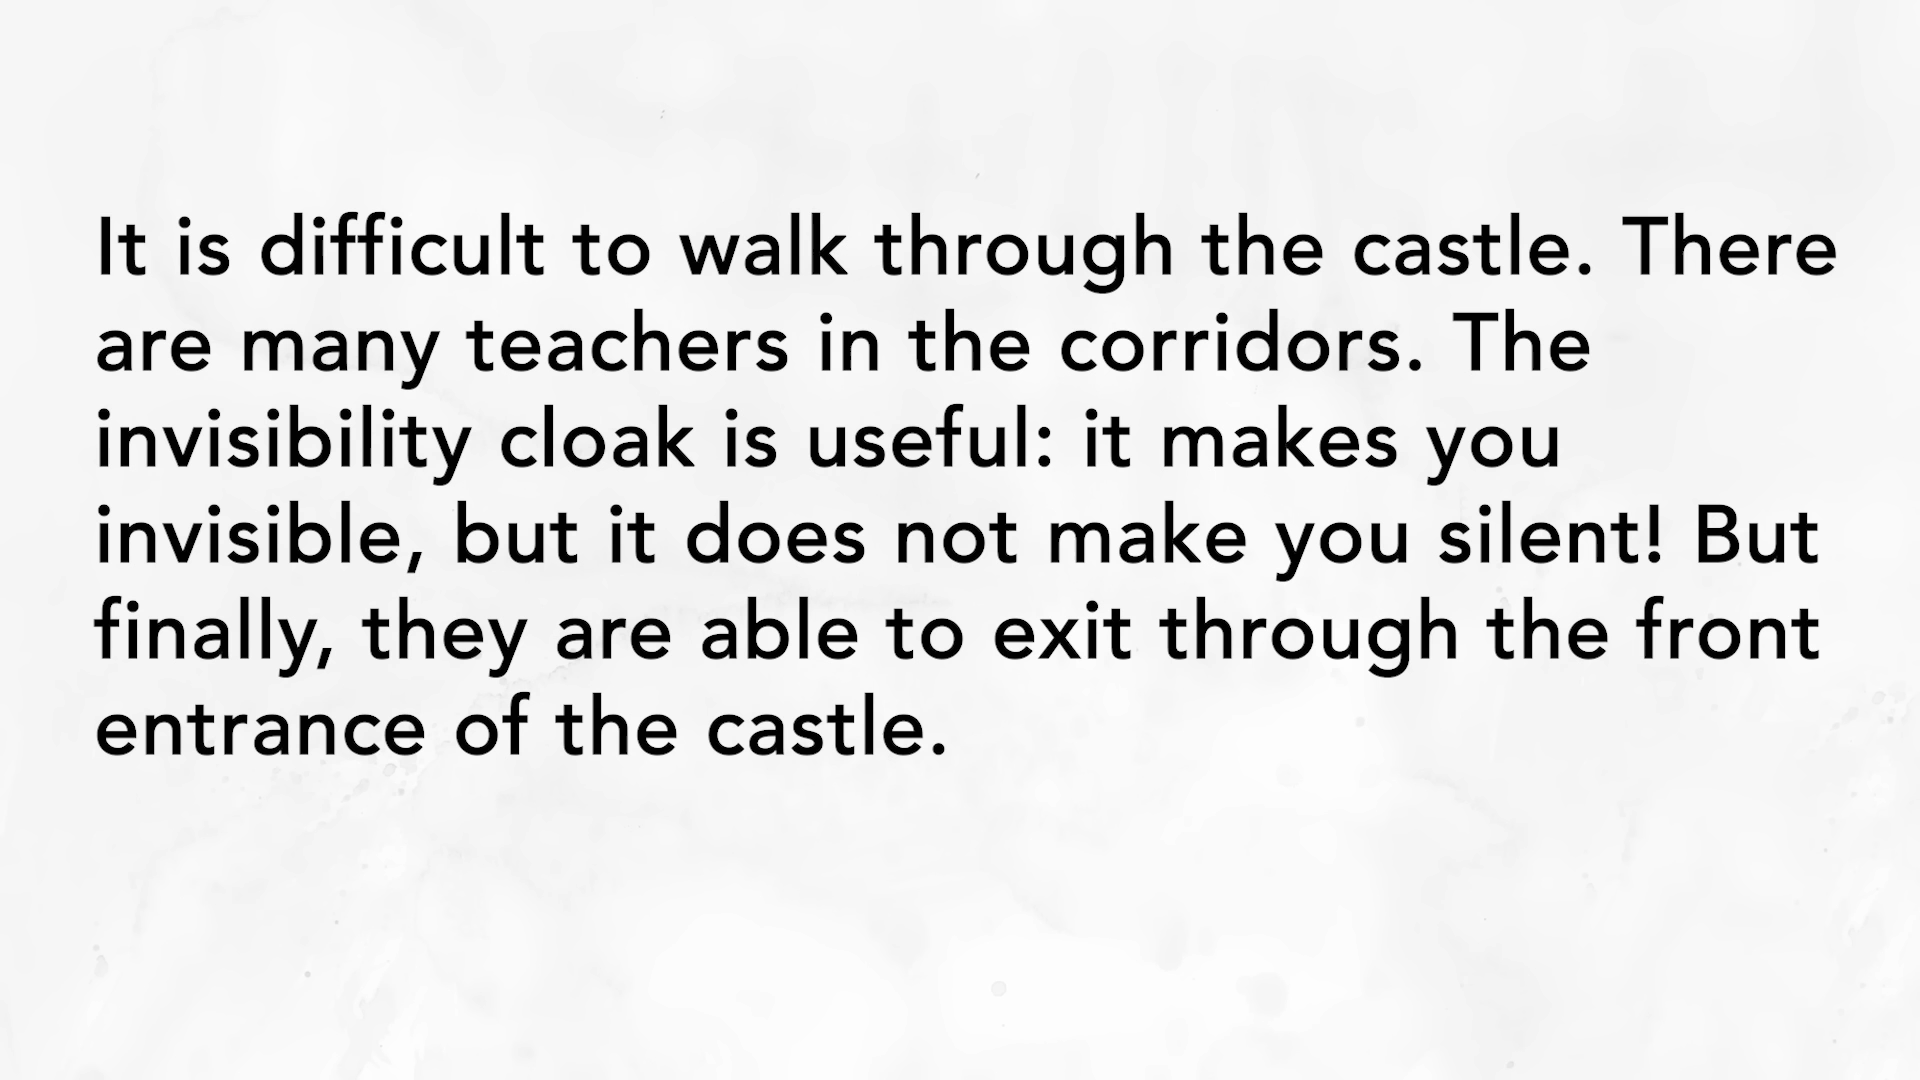 It is difficult to walk through the castle. There
are many teachers in the corridors. The
invisibility cloak is useful: it makes you
invisible, but it does not make you silent! But
finally, they are able to exit through the front
entrance of the castle.